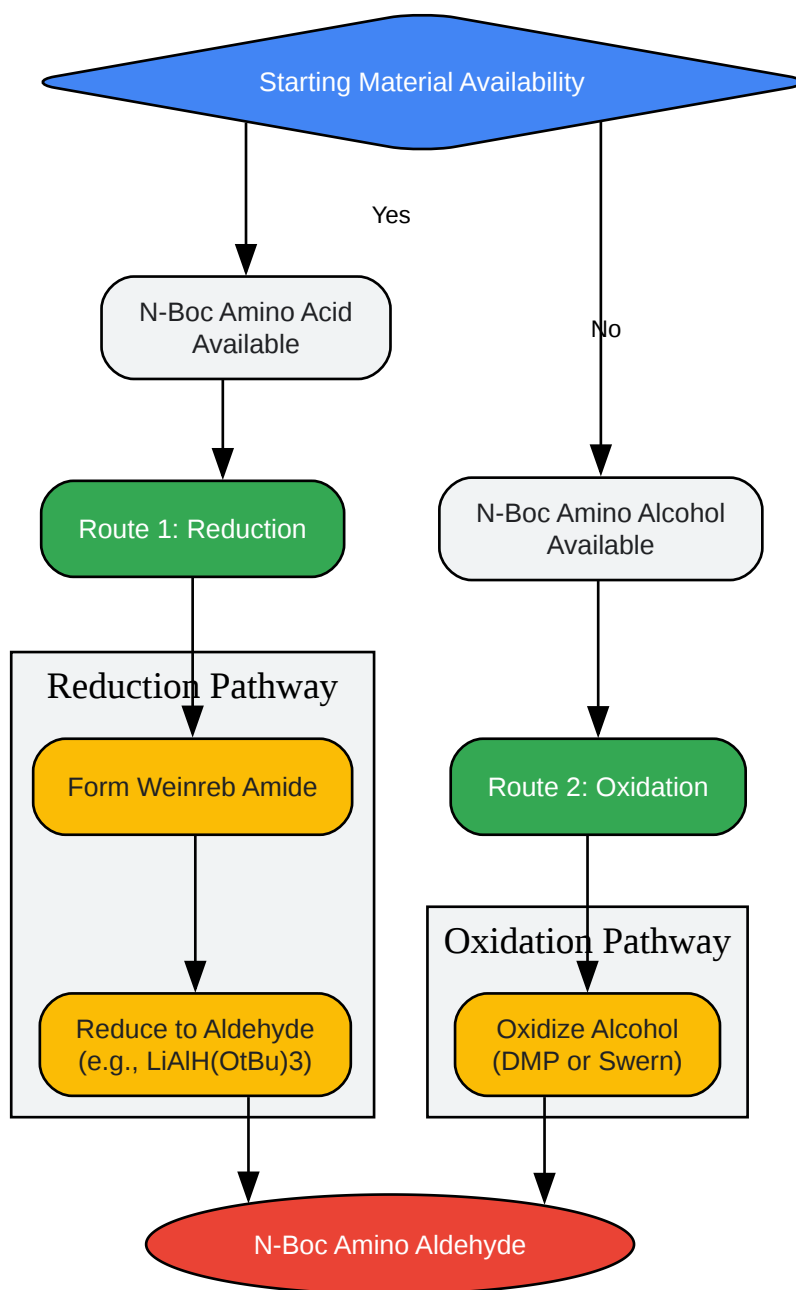 Starting Material Availability
Yes
N-Boc Amino Acid
Available
No
Route 1: Reduction
N-Boc Amino Alcohol
Available
Reduction Pathway
Form Weinreb Amide
Route 2: Oxidation
Oxidation Pathway
Reduce to Aldehyde
(e.g., LiAlH(OtBu)3)
Oxidize Alcohol
(DMP or Swern)
N-Boc Amino Aldehyde